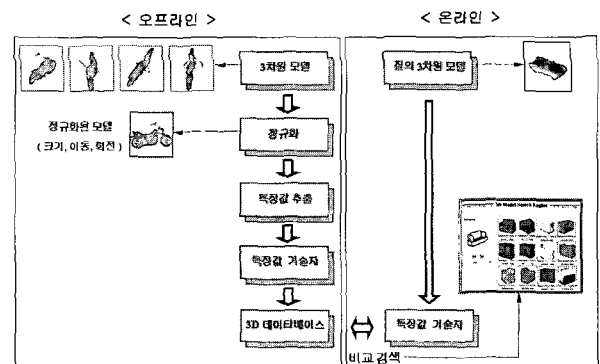 < 오프라인 >
< 온라인 >
3차원 모델
질의 3차원 모델
정규화된 모델
( 크기, 이동, 회전 )
정규화
특징값 추출
특징값 기술자
3D 데이타베이스
특징값 기술자
비교 검색
3D Model Search Engine